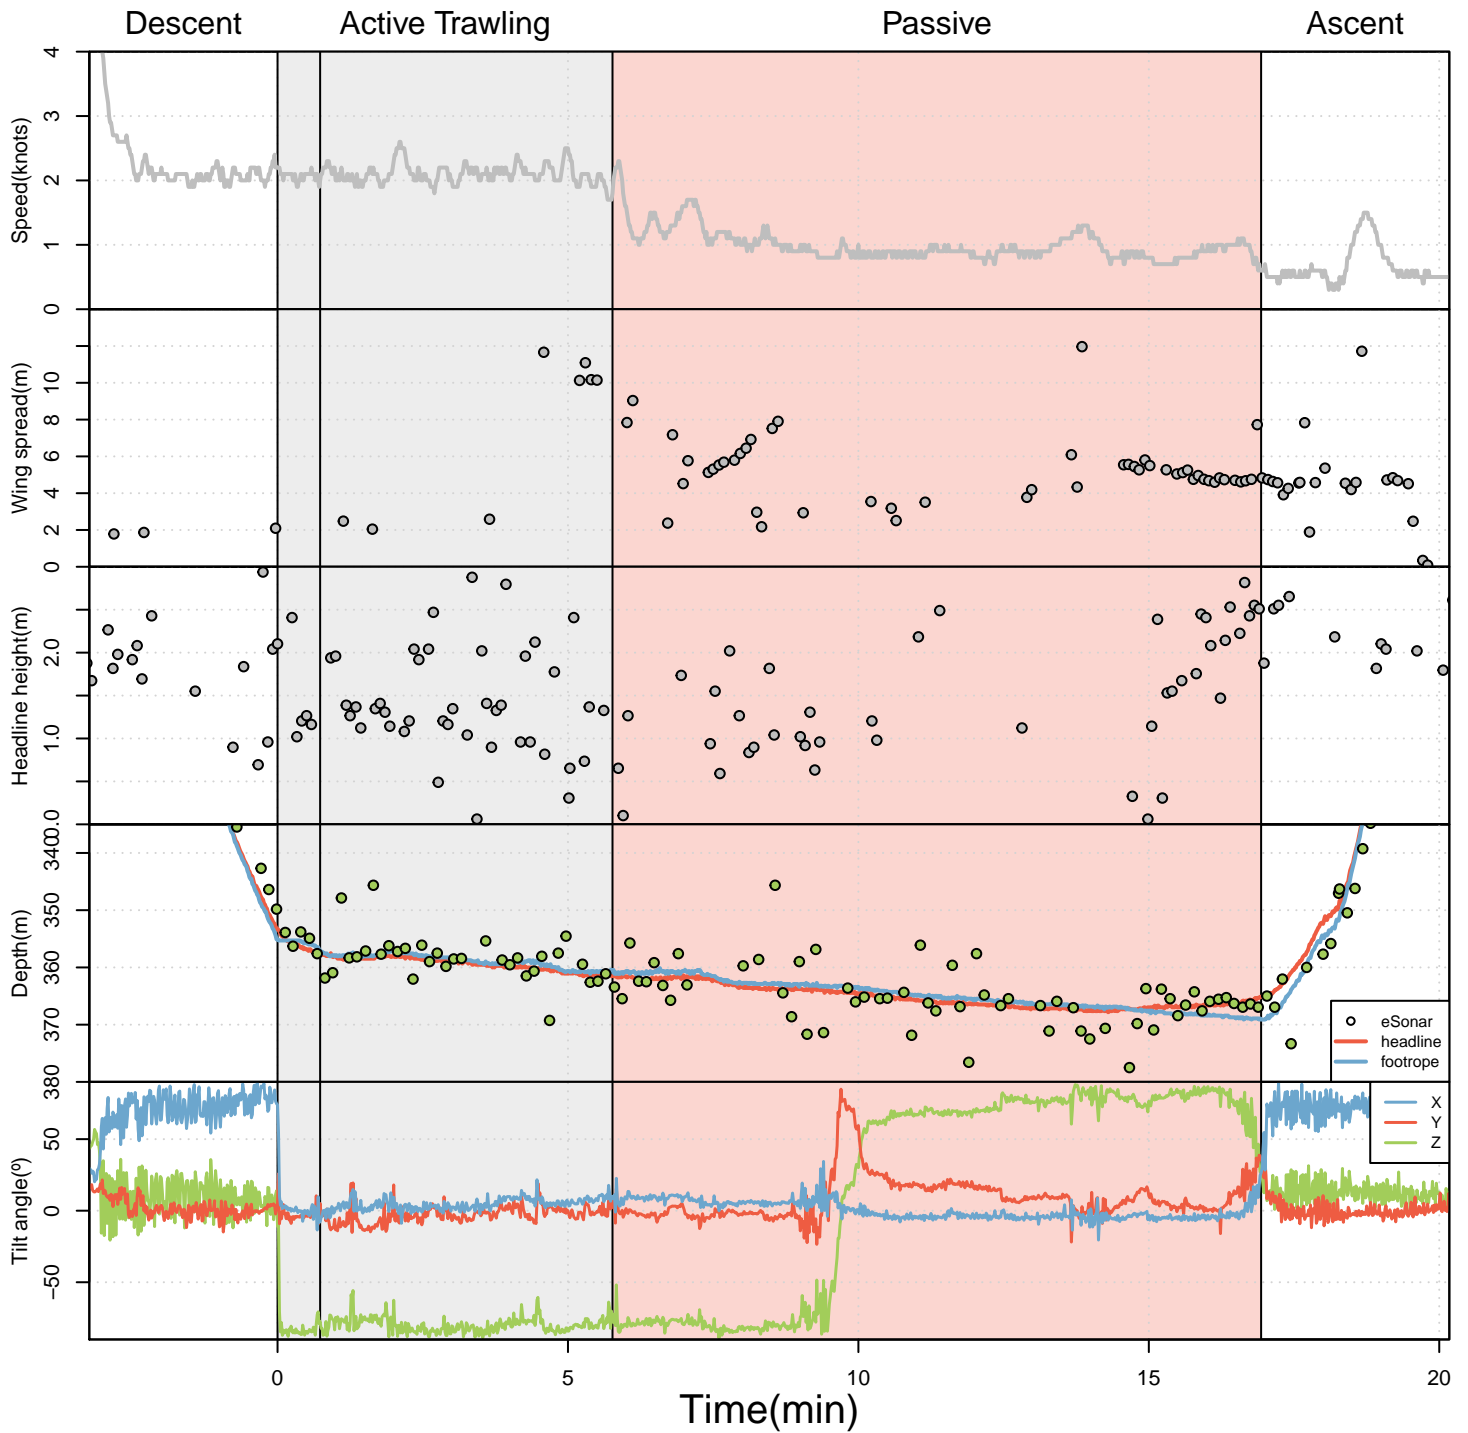 Descent Active Trawling Passive Ascent
Speed(knots)
4
3
2
1
0
Wing spread(m)
10
8
6
4
2
0
Headline height(m)
2.0
1.0
0.0
Depth(m)
340
350
360
370
380
eSonar
headline
footrope
Tilt angle(º)
50
0
−50
X
Y
Z
0 5 10 15 20
Time(min)